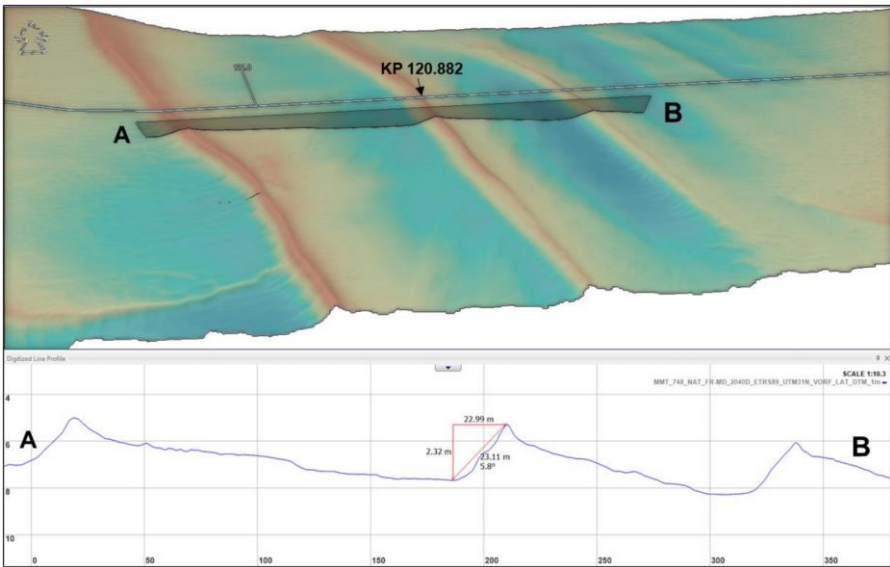 KP 120.882
A
B
Digitized Line Profile
SCALE 1:10.3
MMT_748_NAT_FR-MD_2040D_ETRS89_UTM31N_VORF_LAT_DTM_1m
4
A
22.99 m
6
2.32 m
B
23.11 m
5.8°
8
10
0
50
100
150
200
250
300
350